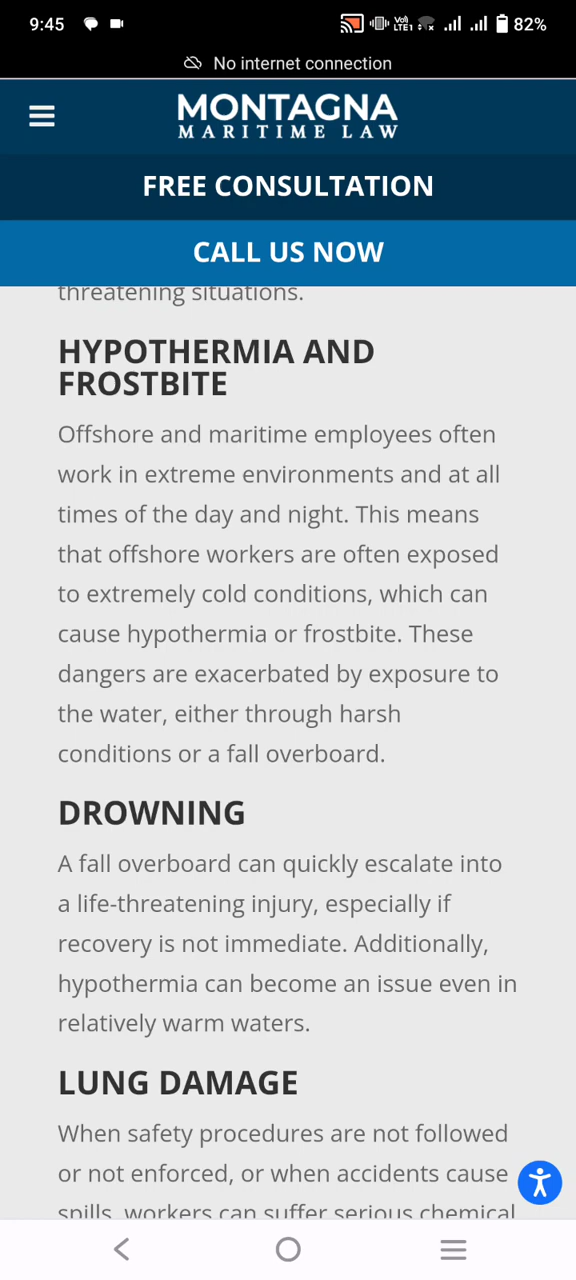 9:45
Vo)
LTE1
82%
No internet connection
MONTAGNA
MARITIME LAW
FREE CONSULTATION
CALL US NOW
threatening situations.
HYPOTHERMIA AND
FROSTBITE
Offshore and maritime employees often
work in extreme environments and at all
times of the day and night. This means
that offshore workers are often exposed
to extremely cold conditions, which can
cause hypothermia or frostbite. These
dangers are exacerbated by exposure to
the water, either through harsh
conditions or a fall overboard.
DROWNING
A fall overboard can quickly escalate into
a life-threatening injury, especially if
recovery is not immediate. Additionally,
hypothermia can become an issue even in
relatively warm waters.
LUNG DAMAGE
When safety procedures are not followed
or not enforced, or when accidents cause
spills, workers can suffer serious chemical